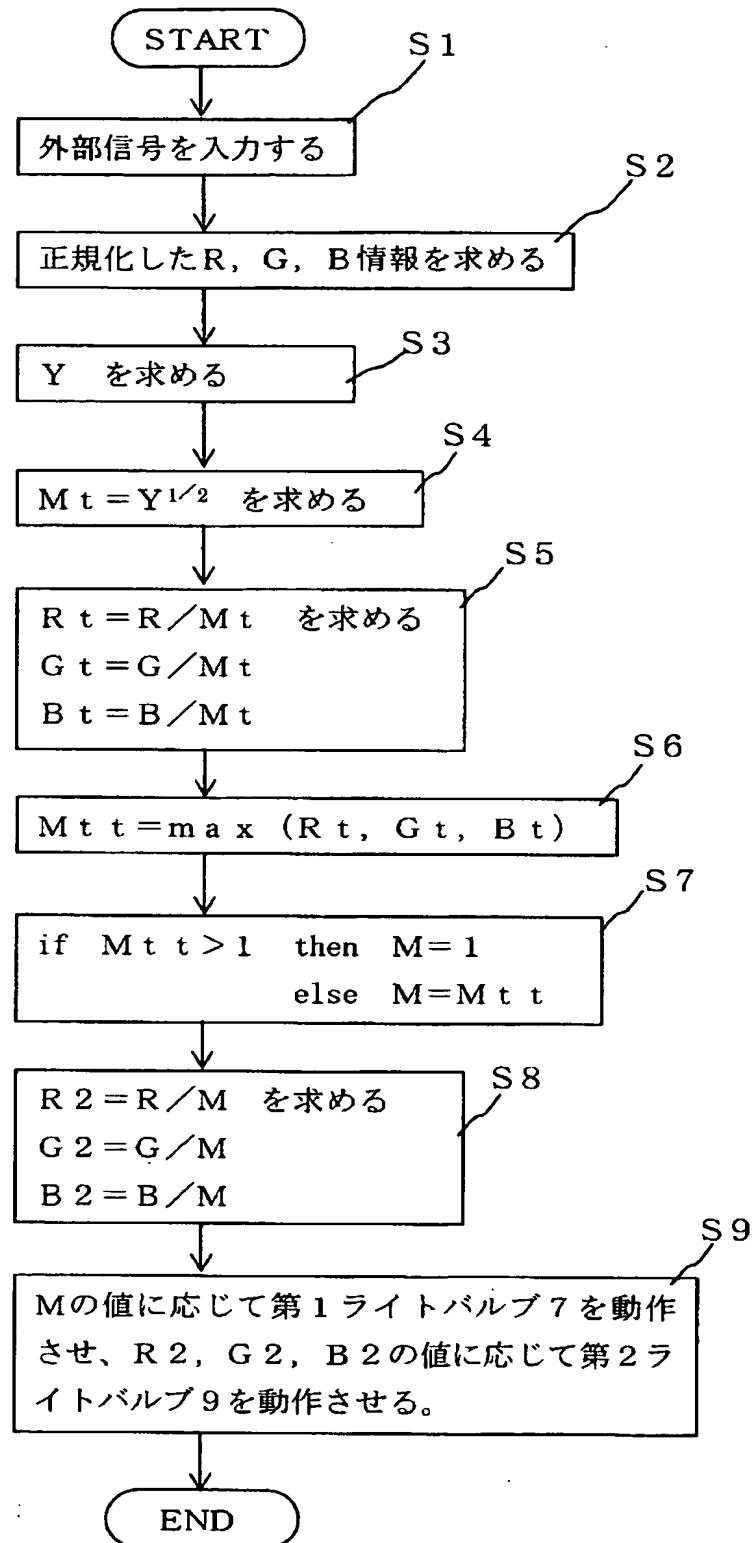 START
S1
外部信号を入力する
S2
正規化したR，G，B情報を求める
S3
Y を求める
S4
Mt＝Y¹ᐟ² を求める
S5
Rt＝R／Mt を求める
Gt＝G／Mt
Bt＝B／Mt
S6
Mtt＝max（Rt，Gt，Bt）
S7
if Mtt＞1 then M＝1
else M＝Mtt
S8
R2＝R／M を求める
G2＝G／M
B2＝B／M
S9
Mの値に応じて第1ライトバルブ7を動作
させ、R2，G2，B2の値に応じて第2ラ
イトバルブ9を動作させる。
END